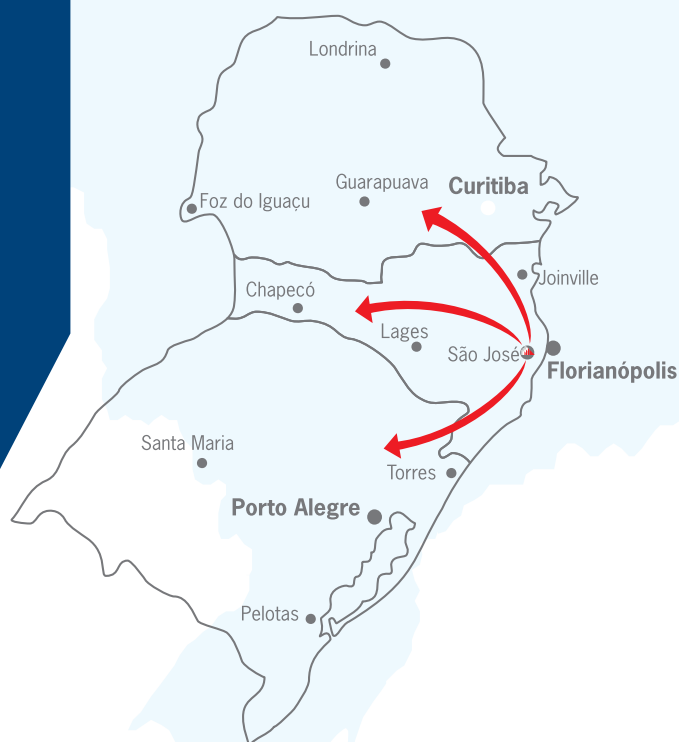 Londrina
Guarapuava
Curitiba
Foz do Iguaçu
Joinville
Chapecó
Lages
São José
Florianópolis
Santa Maria
Torres
Porto Alegre
Pelotas